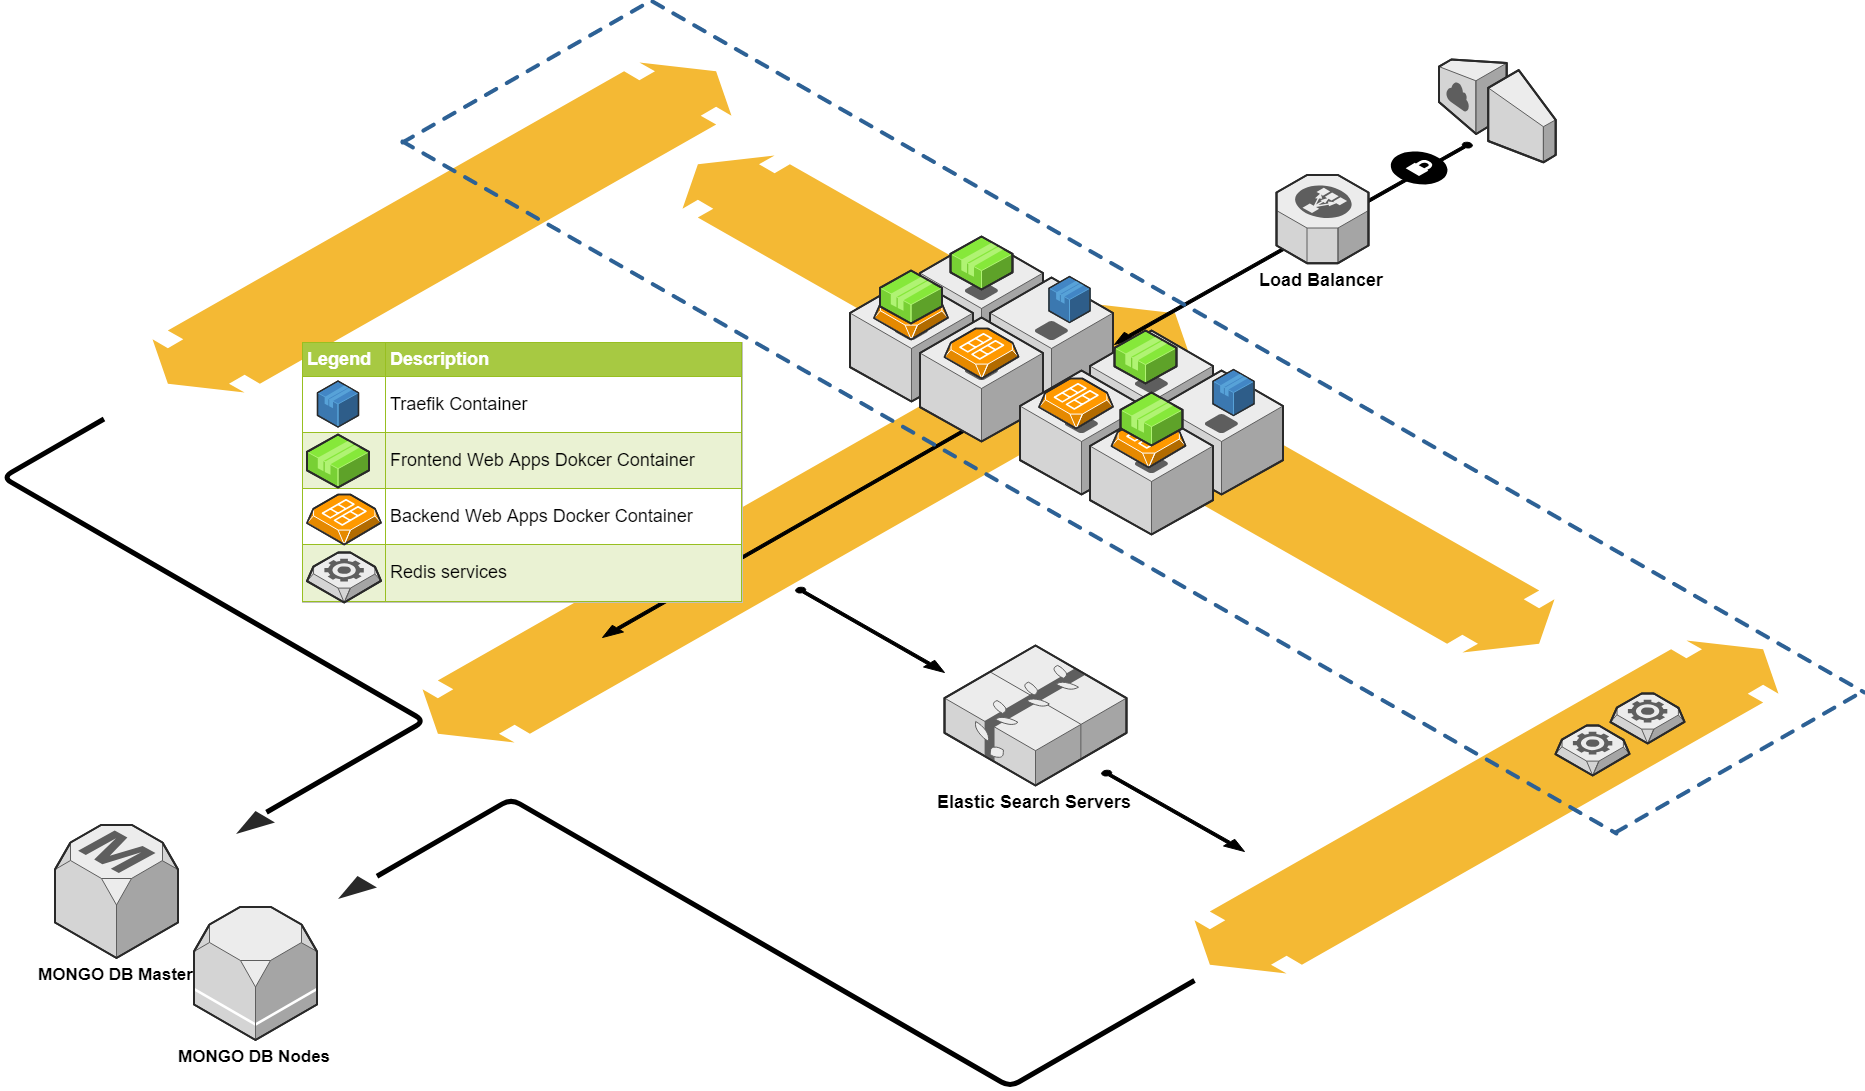 Load Balancer
Legend Description
Traefik Container
Frontend Web Apps Dokcer Container
Backend Web Apps Docker Container
Redis services
Elastic Search Servers
M
MONGO DB Master
MONGO DB Nodes